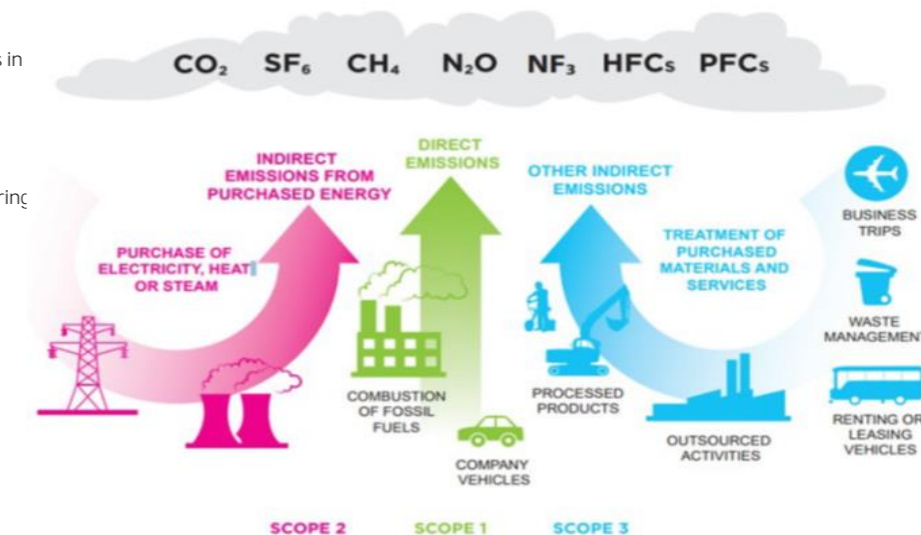 s in
ring
CO₂ SF₆ CH₄ N₂O NF₃ HFCs PFCs
INDIRECT
EMISSIONS FROM
PURCHASED ENERGY
PURCHASE OF
ELECTRICITY, HEAT
OR STEAM
DIRECT
EMISSIONS
COMBUSTION
OF FOSSIL
FUELS
COMPANY
VEHICLES
OTHER INDIRECT
EMISSIONS
TREATMENT OF
PURCHASED
MATERIALS AND
SERVICES
PROCESSED
PRODUCTS
OUTSOURCED
ACTIVITIES
BUSINESS
TRIPS
WASTE
MANAGEMENT
RENTING OR
LEASING
VEHICLES
SCOPE 2 SCOPE 1 SCOPE 3